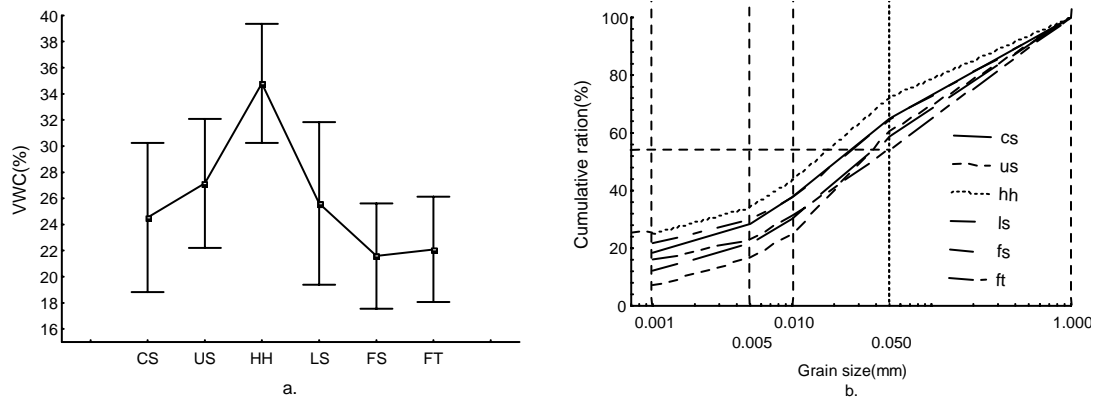 40
38
36
34
32
30
28
26
24
22
20
18
16
VWC(%)
CS US HH LS FS FT
a.
100
80
60
40
20
0
Cumulative ration(%)
cs
us
hh
ls
fs
ft
0.001 0.010 1.000
0.005 0.050
Grain size(mm)
b.